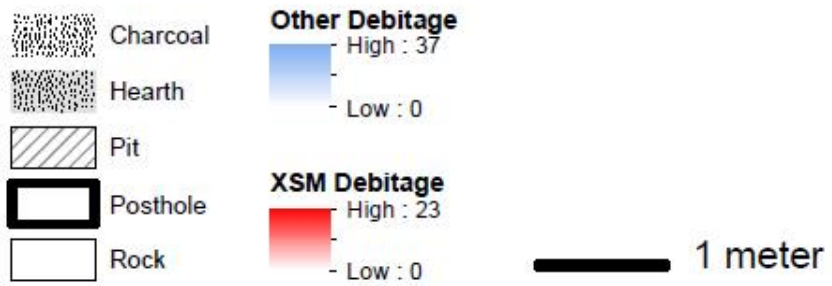 Charcoal
Hearth
Pit
Posthole
Rock
Other Debitage
High : 37
Low : 0
XSM Debitage
High : 23
Low : 0
1 meter